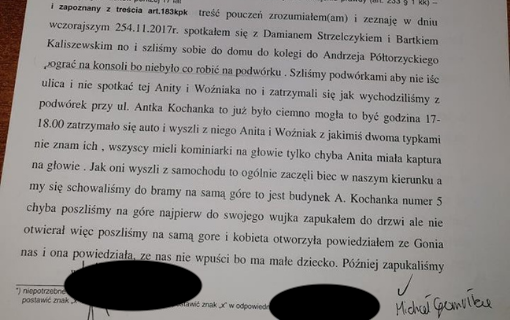 i zapoznany z treścia art.183kpk treść pouczeń zrozumiałem(am) i zeznaję w dniu
wczorajszym 254.11.2017r. spotkałem się z Damianem Strzelczykiem i Bartkiem
Kaliszewskim no i szliśmy sobie do domu do kolegi do Andrzeja Półtorzyckiego
pograć na konsoli bo niebyło co robić na podwórku . Szliśmy podwórkami aby nie iśc
ulica i nie spotkać tej Anity i Woźniaka no i zatrzymali się jak wychodziliśmy z
podwórek przy ul. Antka Kochanka to już było ciemno mogła to być godzina 17-
18.00 zatrzymało się auto i wyszli z niego Anita i Woźniak z jakimiś dwoma typkami
nie znam ich , wszyscy mieli kominiarki na głowie tylko chyba Anita miała kaptura
na głowie . Jak oni wyszli z samochodu to ogólnie zaczęli biec w naszym kierunku a
my się schowaliśmy do bramy na samą górę to jest budynek A. Kochanka numer 5
chyba poszliśmy na góre najpierw do swojego wujka zapukałem do drzwi ale nie
otwierał więc poszliśmy na samą gore i kobieta otworzyła powiedziałem ze Gonia
nas i ona powiedziała, ze nas nie wpuści bo ma małe dziecko. Później zapukaliśmy
*) niepotrzebne
postawić znak „x” stawić znak „x” w odpowied
Michał